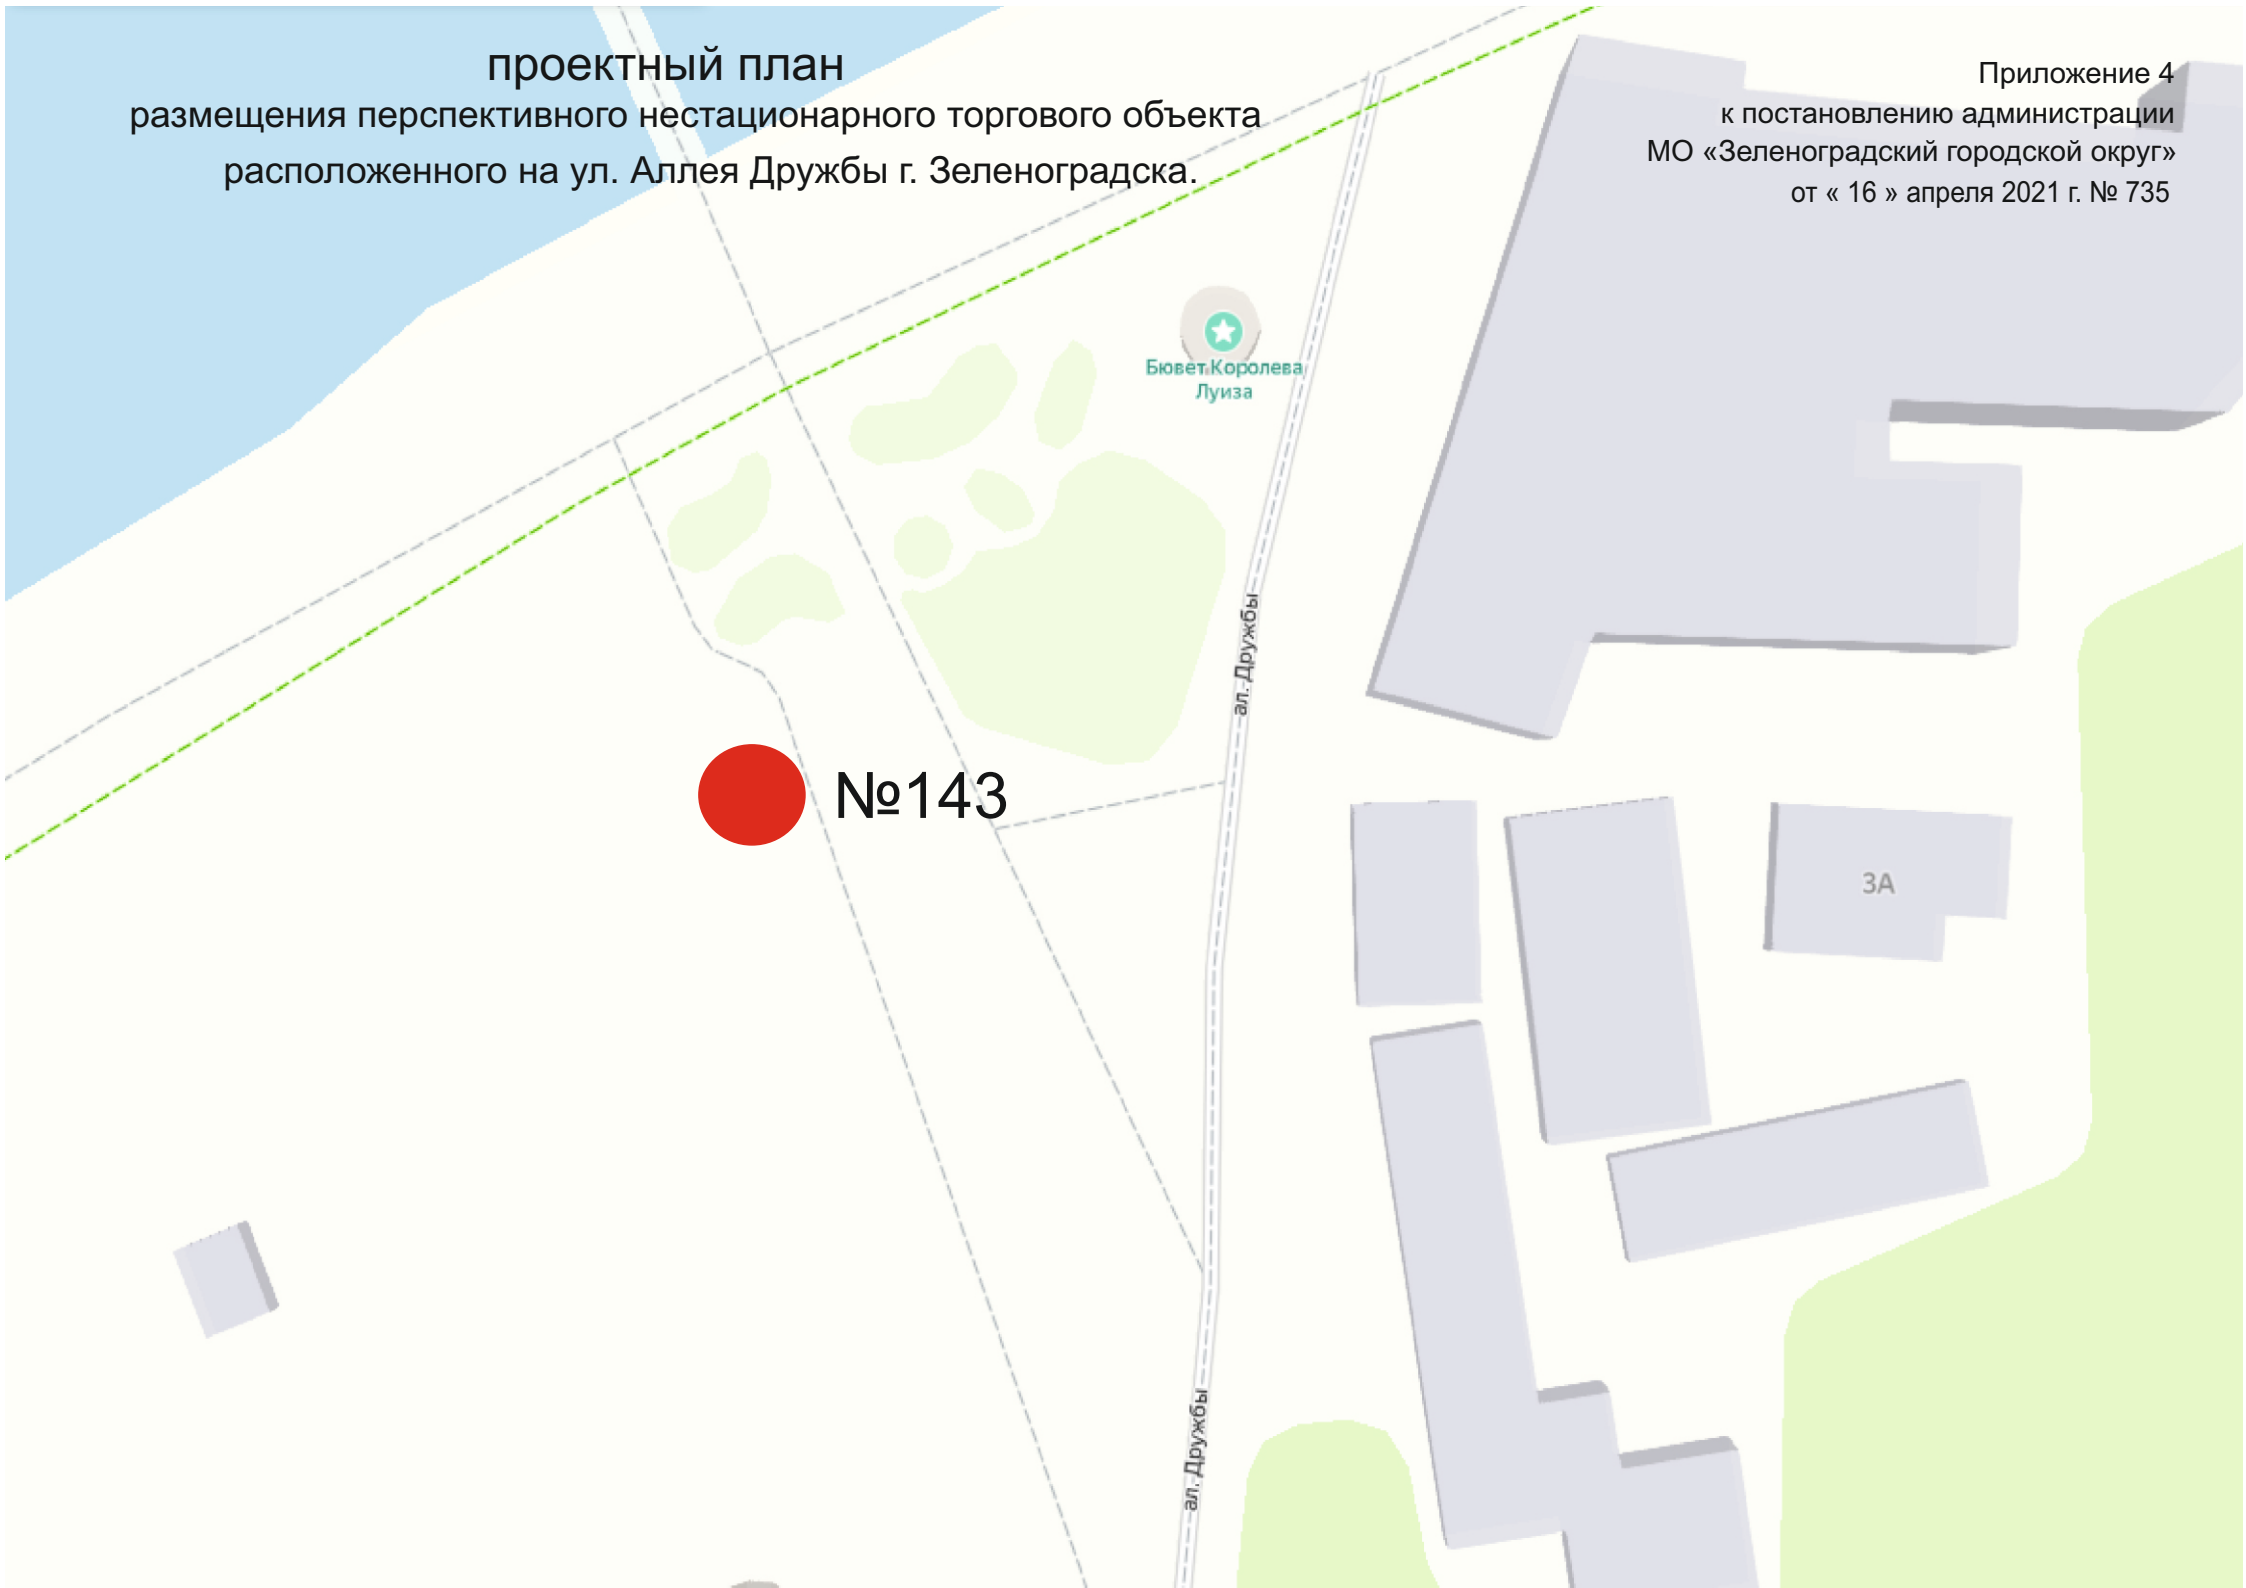 проектный план
размещения перспективного нестационарного торгового объекта
расположенного на ул. Аллея Дружбы г. Зеленоградска.
Приложение 4
к постановлению администрации
МО «Зеленоградский городской округ»
от « 16 » апреля 2021 г. № 735
Бювет Королева
Луиза
ал. Дружбы
№143
3А
ал. Дружбы